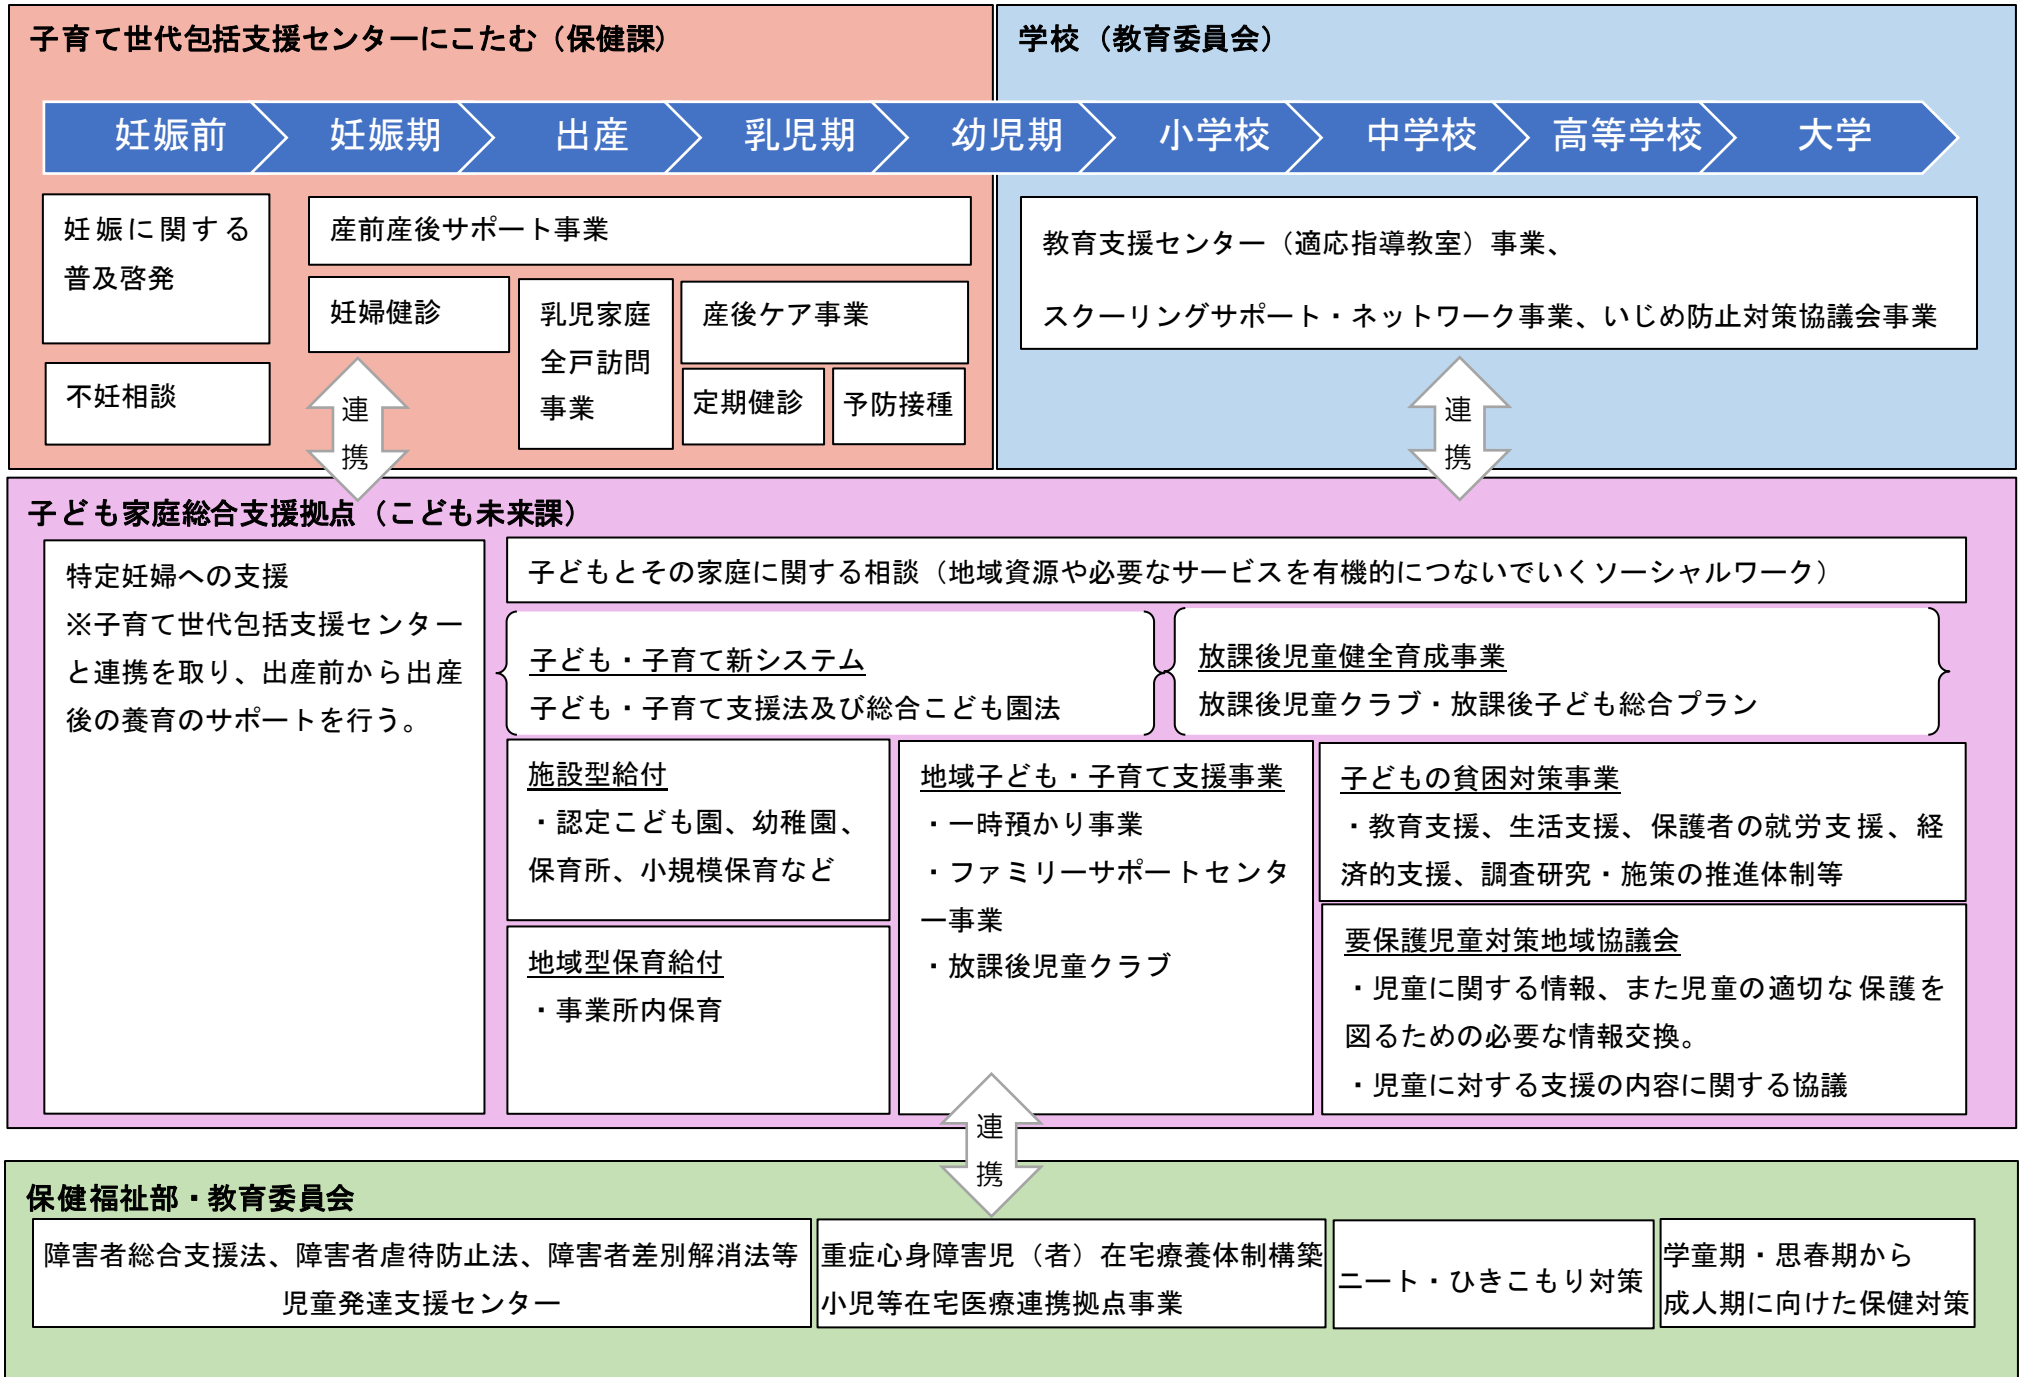 子育て世代包括支援センターにこたむ（保健課）
学校（教育委員会）
妊娠前
妊娠期
出産
乳児期
幼児期
小学校
中学校
高等学校
大学
妊娠に関する
普及啓発
不妊相談
産前産後サポート事業
妊婦健診
乳児家庭
全戸訪問
事業
産後ケア事業
定期健診
予防接種
教育支援センター（適応指導教室）事業、
スクーリングサポート・ネットワーク事業、いじめ防止対策協議会事業
連
携
連
携
子ども家庭総合支援拠点（こども未来課）
特定妊婦への支援
※子育て世代包括支援センター
と連携を取り、出産前から出産
後の養育のサポートを行う。
子どもとその家庭に関する相談（地域資源や必要なサービスを有機的につないでいくソーシャルワーク）
子ども・子育て新システム
子ども・子育て支援法及び総合こども園法
放課後児童健全育成事業
放課後児童クラブ・放課後子ども総合プラン
施設型給付
・認定こども園、幼稚園、
保育所、小規模保育など
地域型保育給付
・事業所内保育
地域子ども・子育て支援事業
・一時預かり事業
・ファミリーサポートセンタ
ー事業
・放課後児童クラブ
子どもの貧困対策事業
・教育支援、生活支援、保護者の就労支援、経
済的支援、調査研究・施策の推進体制等
要保護児童対策地域協議会
・児童に関する情報、また児童の適切な保護を
図るための必要な情報交換。
・児童に対する支援の内容に関する協議
連
携
保健福祉部・教育委員会
障害者総合支援法、障害者虐待防止法、障害者差別解消法等
児童発達支援センター
重症心身障害児（者）在宅療養体制構築
小児等在宅医療連携拠点事業
ニート・ひきこもり対策
学童期・思春期から
成人期に向けた保健対策